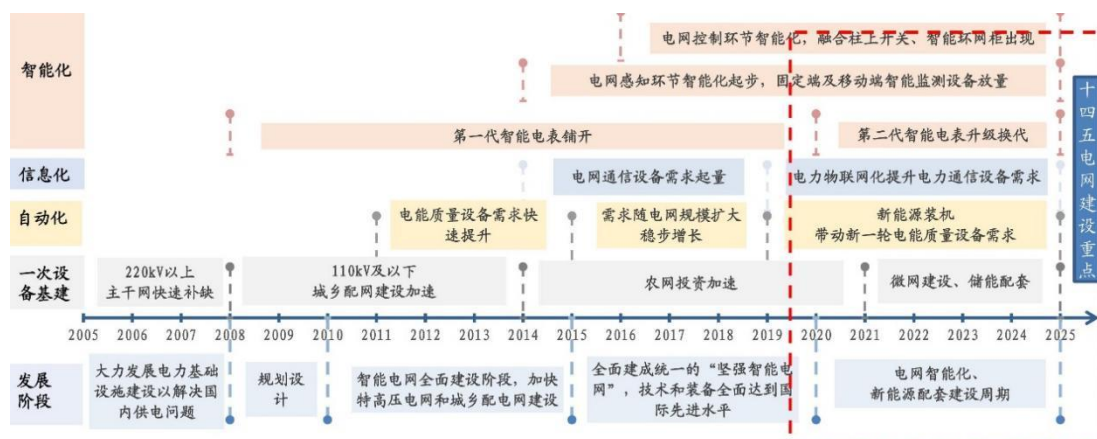 电网控制环节智能化，融合柱上开关、智能环网柜出现
智能化
电网感知环节智能化起步，固定端及移动端智能监测设备放量
第一代智能电表铺开
第二代智能电表升级换代
信息化
电网通信设备需求起量
电力物联网化提升电力通信设备需求
自动化
电能质量设备需求快
速提升
需求随电网规模扩大
稳步增长
新能源装机
带动新一轮电能质量设备需求
一次设
备基建
220kV以上
主干网快速补缺
110kV及以下
城乡配网建设加速
农网投资加速
微网建设、储能配套
十四五电网建设重点
2005 2006 2007 2008 2009 2010 2011 2012 2013 2014 2015 2016 2017 2018 2019 2020 2021 2022 2023 2024 2025
发展
阶段
大力发展电力基础
设施建设以解决国
内供电问题
规划设
计
智能电网全面建设阶段，加快
特高压电网和城乡配电网建设
全面建成统一的“坚强智能电
网”，技术和装备全面达到国
际先进水平
电网智能化、
新能源配套建设周期